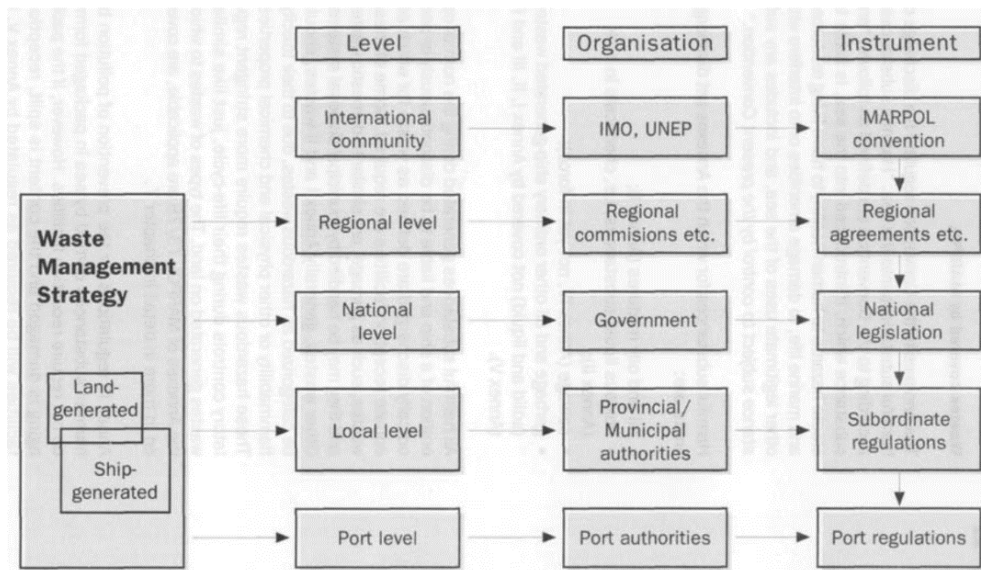 Level
Organisation
Instrument
International
community
IMO, UNEP
MARPOL
convention
Waste
Management
Strategy
Land-
generated
Ship-
generated
Regional level
Regional
commisions etc.
Regional
agreements etc.
National
level
Government
National
legislation
Local level
Provincial/
Municipal
authorities
Subordinate
regulations
Port level
Port authorities
Port regulations